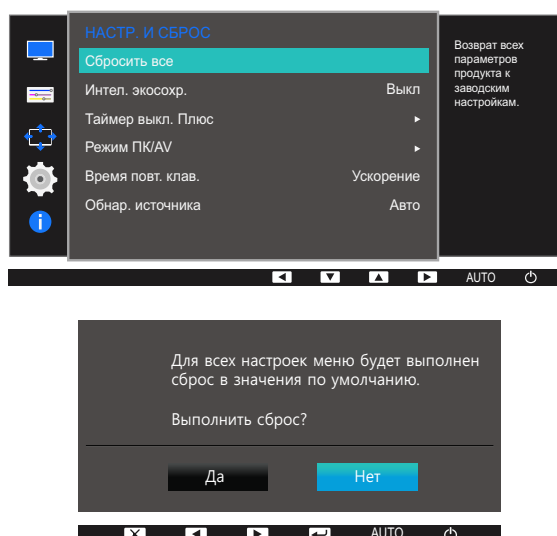 НАСТР. И СБРОС
Сбросить все
Интел. экосохр. Выкл
Таймер выкл. Плюс
Режим ПК/AV
Время повт. клав. Ускорение
Обнар. источника Авто
Возврат всех
параметров
продукта к
заводским
настройкам.
AUTO
Для всех настроек меню будет выполнен
сброс в значения по умолчанию.
Выполнить сброс?
Да Нет
AUTO